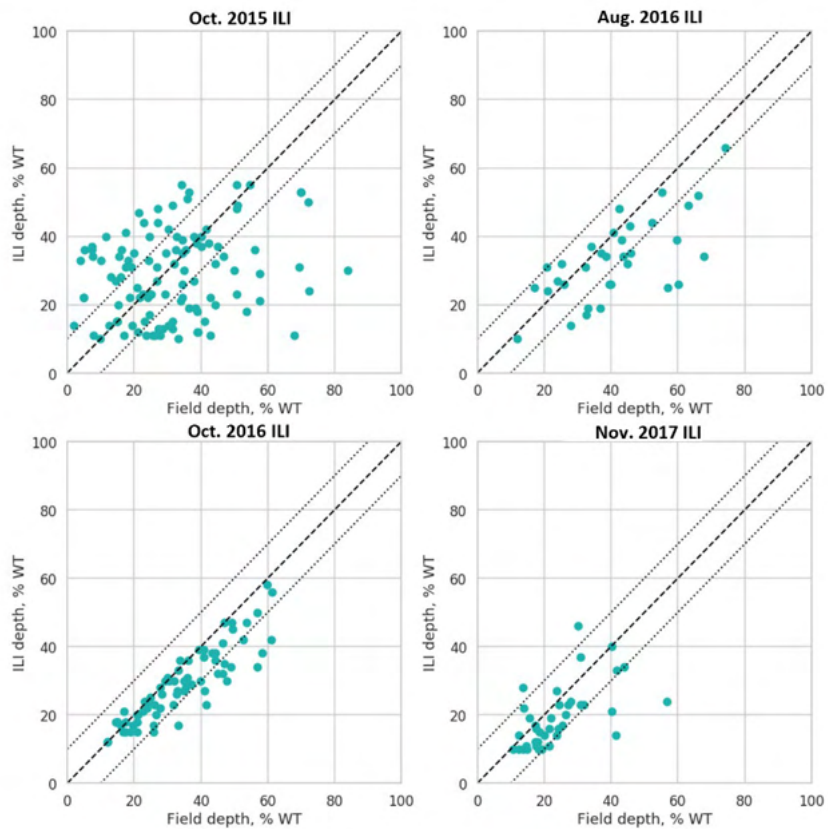 Oct. 2015 ILI
100
80
60
40
20
0
ILI depth, % WT
0 20 40 60 80 100
Field depth, % WT
Aug. 2016 ILI
100
80
60
40
20
0
ILI depth, % WT
0 20 40 60 80 100
Field depth, % WT
Oct. 2016 ILI
100
80
60
40
20
0
ILI depth, % WT
0 20 40 60 80 100
Field depth, % WT
Nov. 2017 ILI
100
80
60
40
20
0
ILI depth, % WT
0 20 40 60 80 100
Field depth, % WT